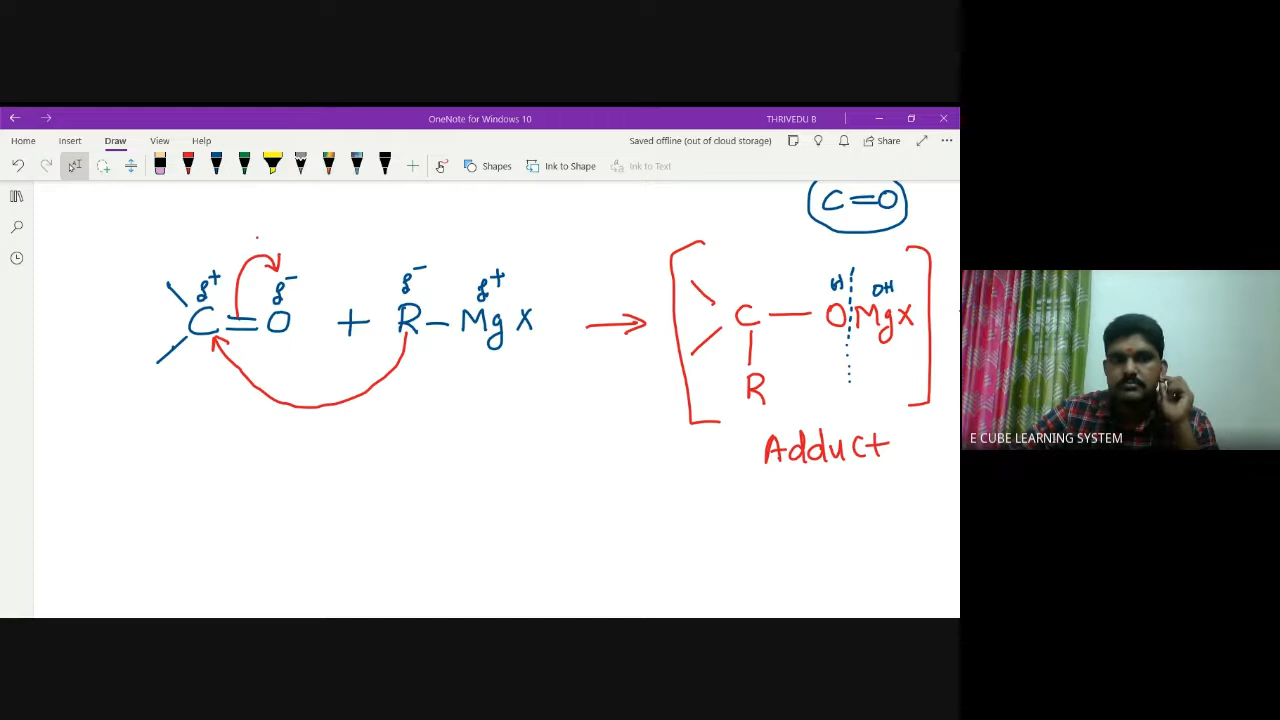 OneNote for Windows 10
THRIVEDU B
Home Insert Draw View Help
Saved offline (out of cloud storage)
Share
Shapes
Ink to Shape
Ink to Text
C=O
δ+ δ- δ- δ+
C=O + R-MgX → [C-OMgX]
H OH
R
Adduct
E CUBE LEARNING SYSTEM